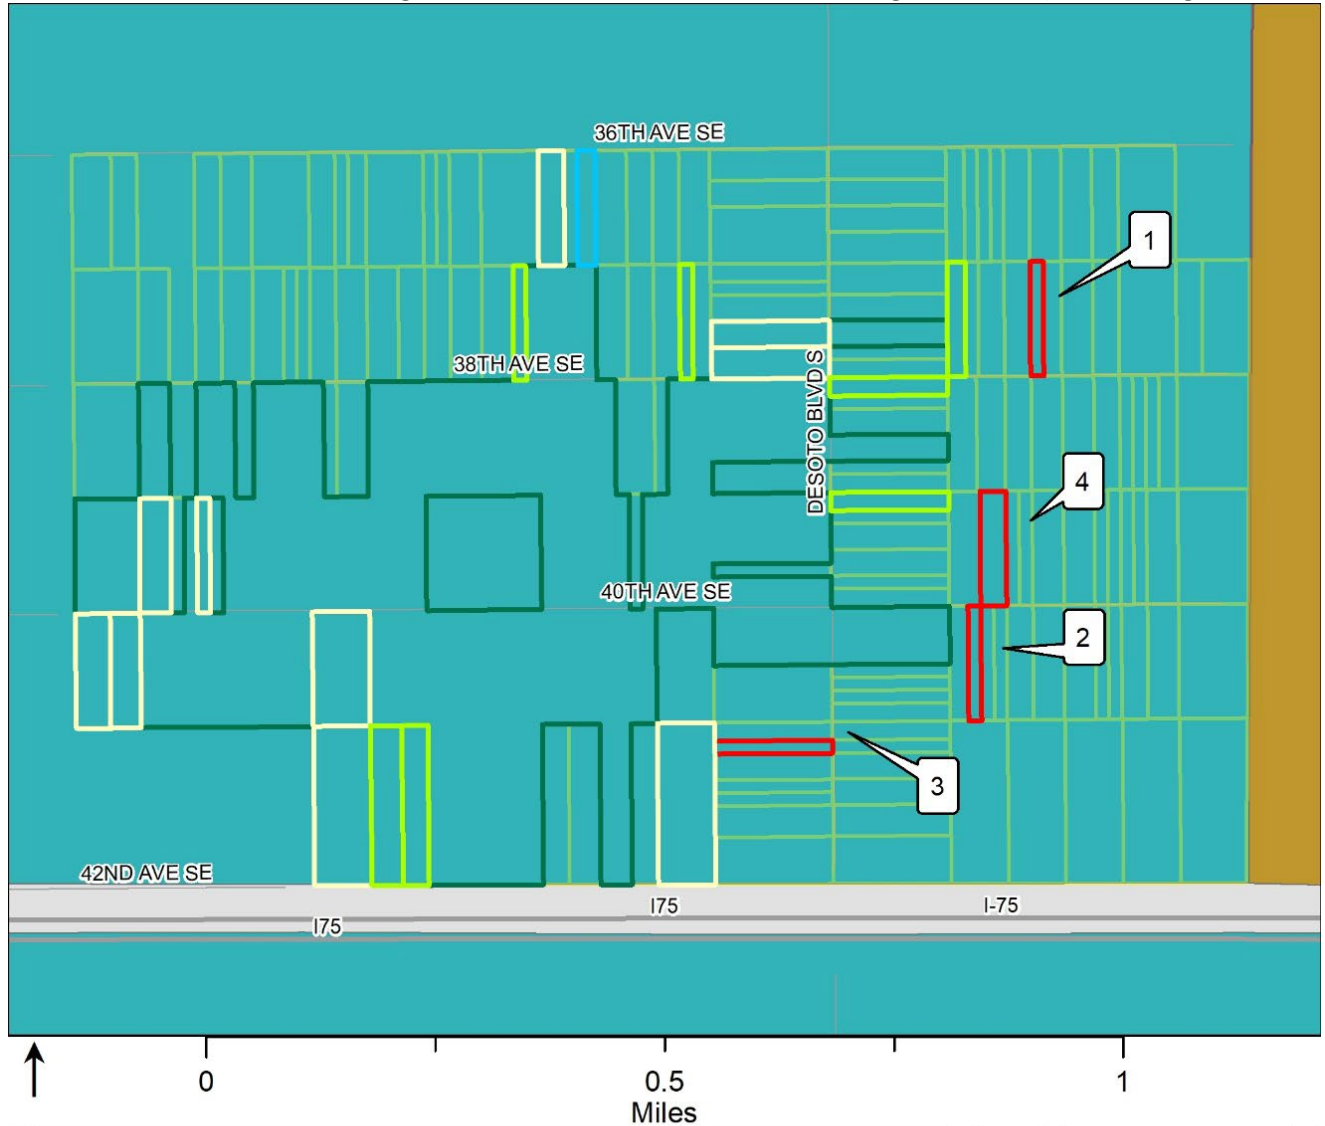 36TH AVE SE
1
38TH AVE SE
DESOTO BLVD S
4
40TH AVE SE
2
3
42ND AVE SE
I75
I-75
I75
0
0.5
1
Miles